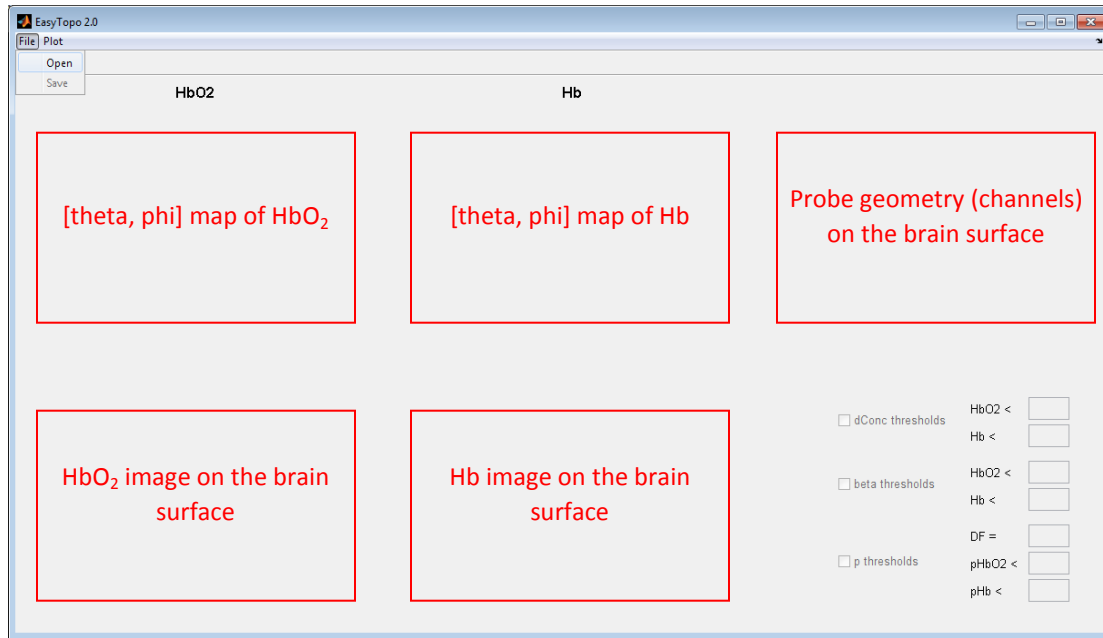 EasyTopo 2.0
File Plot
Open
Save
HbO2
Hb
[theta, phi] map of HbO₂
[theta, phi] map of Hb
Probe geometry (channels)
on the brain surface
HbO₂ image on the brain
surface
Hb image on the brain
surface
dConc thresholds
HbO2 <
Hb <
beta thresholds
HbO2 <
Hb <
p thresholds
DF =
pHbO2 <
pHb <